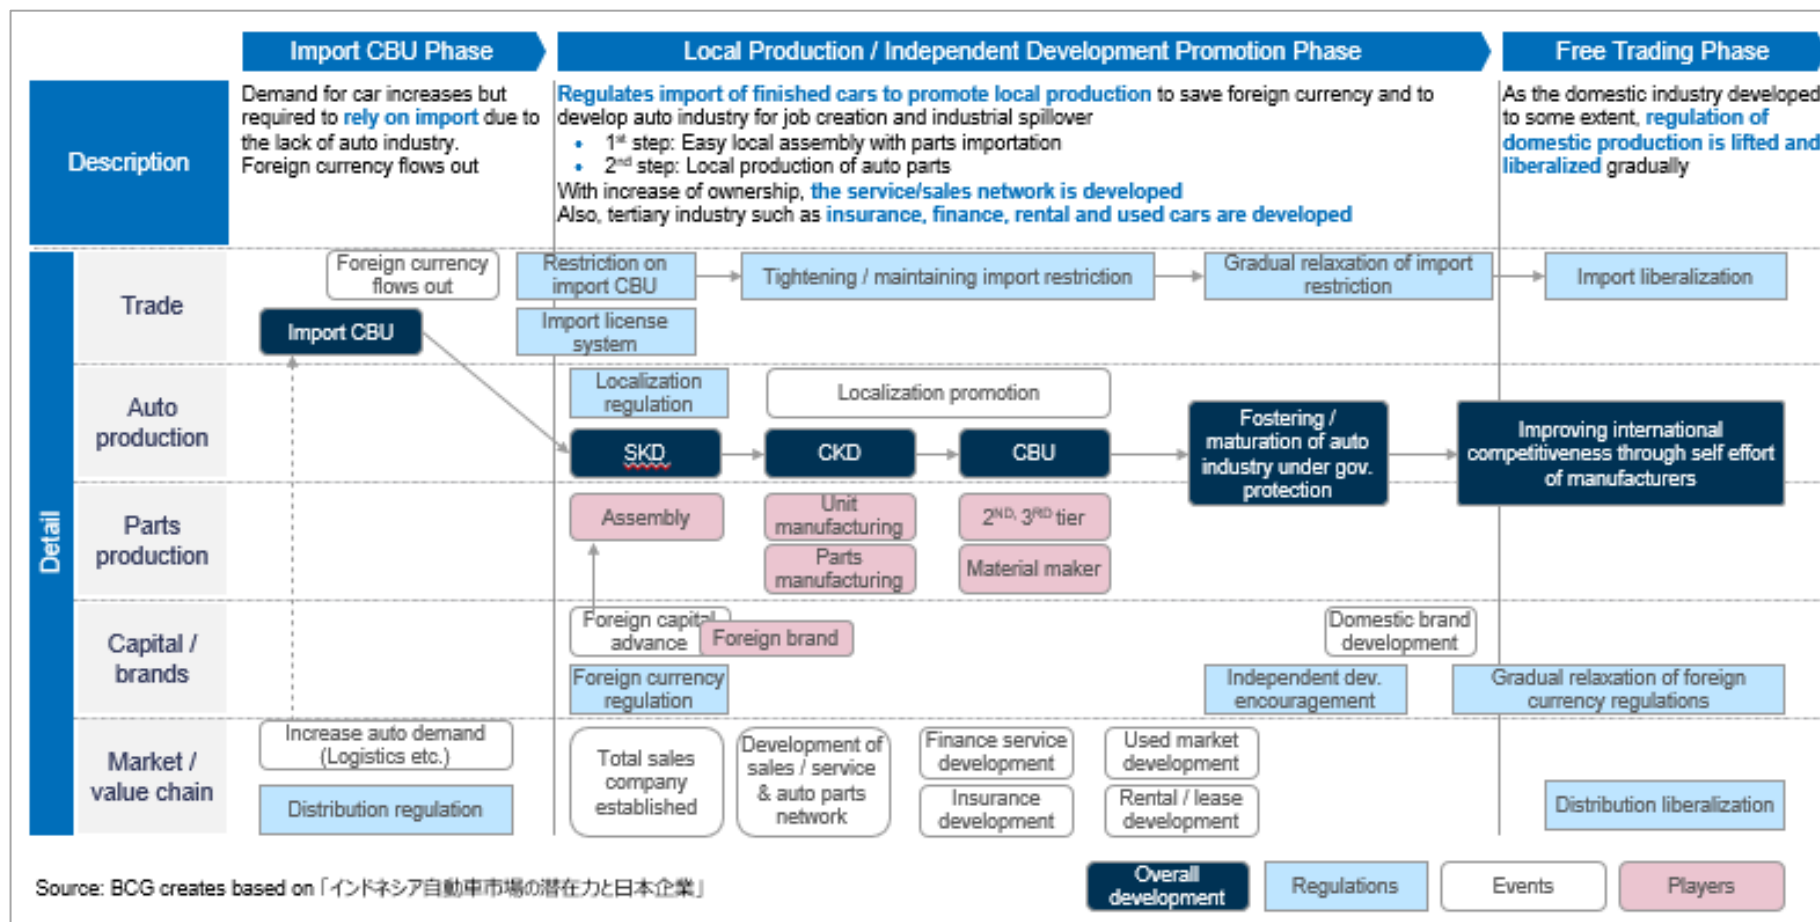 Import CBU Phase
Local Production / Independent Development Promotion Phase
Free Trading Phase
Description
Demand for car increases but
required to rely on import due to
the lack of auto industry.
Foreign currency flows out
Regulates import of finished cars to promote local production to save foreign currency and to
develop auto industry for job creation and industrial spillover
• 1st step: Easy local assembly with parts importation
• 2nd step: Local production of auto parts
With increase of ownership, the service/sales network is developed
Also, tertiary industry such as insurance, finance, rental and used cars are developed
As the domestic industry developed
to some extent, regulation of
domestic production is lifted and
liberalized gradually
Detail
Trade
Foreign currency
flows out
Import CBU
Restriction on
import CBU
Import license
system
Tightening / maintaining import restriction
Gradual relaxation of import
restriction
Import liberalization
Auto
production
Localization
regulation
Localization promotion
SKD
CKD
CBU
Fostering /
maturation of auto
industry under gov.
protection
Improving international
competitiveness through self effort
of manufacturers
Parts
production
Assembly
Unit
manufacturing
Parts
manufacturing
2ND, 3RD tier
Material maker
Capital /
brands
Foreign capital
advance
Foreign brand
Foreign currency
regulation
Domestic brand
development
Independent dev.
encouragement
Gradual relaxation of foreign
currency regulations
Market /
value chain
Increase auto demand
(Logistics etc.)
Distribution regulation
Total sales
company
established
Development of
sales / service
& auto parts
network
Finance service
development
Insurance
development
Used market
development
Rental / lease
development
Distribution liberalization
Source: BCG creates based on「インドネシア自動車市場の潜在力と日本企業」
Overall
development
Regulations
Events
Players